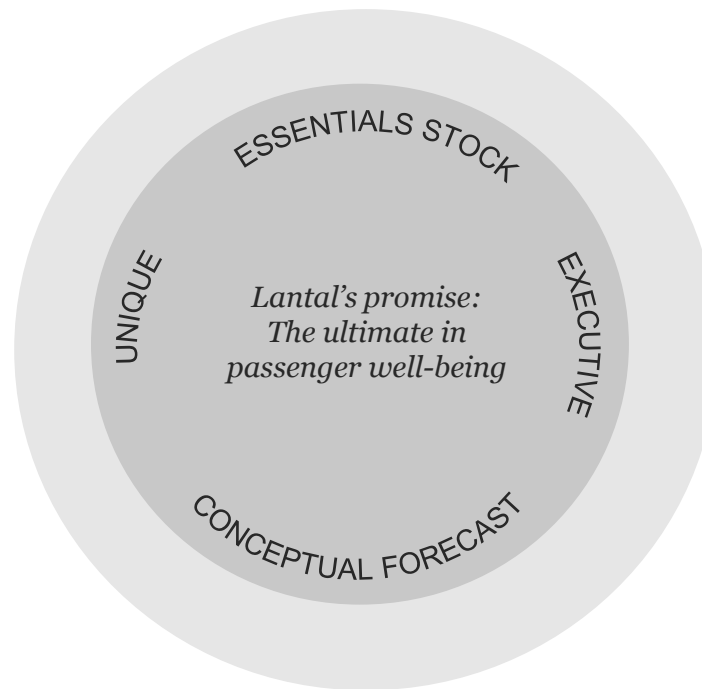 ESSENTIALS STOCK
UNIQUE
EXECUTIVE
Lantal’s promise:
The ultimate in
passenger well-being
CONCEPTUAL FORECAST